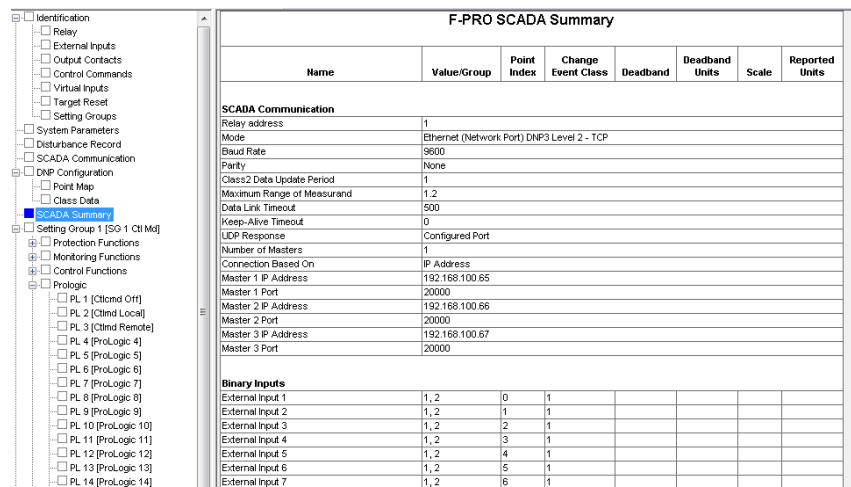 Identification
Relay
External Inputs
Output Contacts
Control Commands
Virtual Inputs
Target Reset
Setting Groups
System Parameters
Disturbance Record
SCADA Communication
DNP Configuration
Point Map
Class Data
SCADA Summary
Setting Group 1 [SG 1 Ctl Md]
Protection Functions
Monitoring Functions
Control Functions
Prologic
PL 1 [Ctlcmd Off]
PL 2 [Ctlmd Local]
PL 3 [Ctlmd Remote]
PL 4 [ProLogic 4]
PL 5 [ProLogic 5]
PL 6 [ProLogic 6]
PL 7 [ProLogic 7]
PL 8 [ProLogic 8]
PL 9 [ProLogic 9]
PL 10 [ProLogic 10]
PL 11 [ProLogic 11]
PL 12 [ProLogic 12]
PL 13 [ProLogic 13]
PL 14 [ProLogic 14]
F-PRO SCADA Summary
Name Value/Group Point Index Change Event Class Deadband Deadband Units Scale Reported Units
SCADA Communication
Relay address 1
Mode Ethernet (Network Port) DNP3 Level 2 - TCP
Baud Rate 9600
Parity None
Class2 Data Update Period 1
Maximum Range of Measurand 1.2
Data Link Timeout 500
Keep-Alive Timeout 0
UDP Response Configured Port
Number of Masters 1
Connection Based On IP Address
Master 1 IP Address 192.168.100.65
Master 1 Port 20000
Master 2 IP Address 192.168.100.66
Master 2 Port 20000
Master 3 IP Address 192.168.100.67
Master 3 Port 20000
Binary Inputs
External Input 1 1, 2 0 1
External Input 2 1, 2 1 1
External Input 3 1, 2 2 1
External Input 4 1, 2 3 1
External Input 5 1, 2 4 1
External Input 6 1, 2 5 1
External Input 7 1, 2 6 1